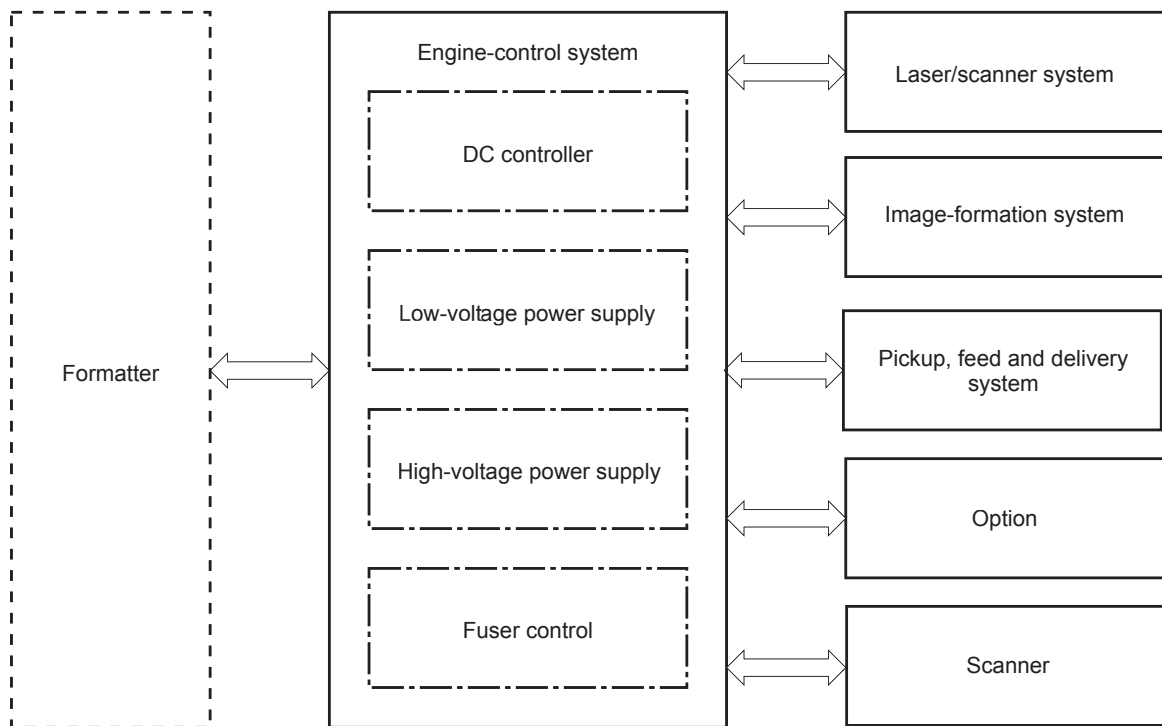 Formatter
Engine-control system
DC controller
Low-voltage power supply
High-voltage power supply
Fuser control
Laser/scanner system
Image-formation system
Pickup, feed and delivery
system
Option
Scanner